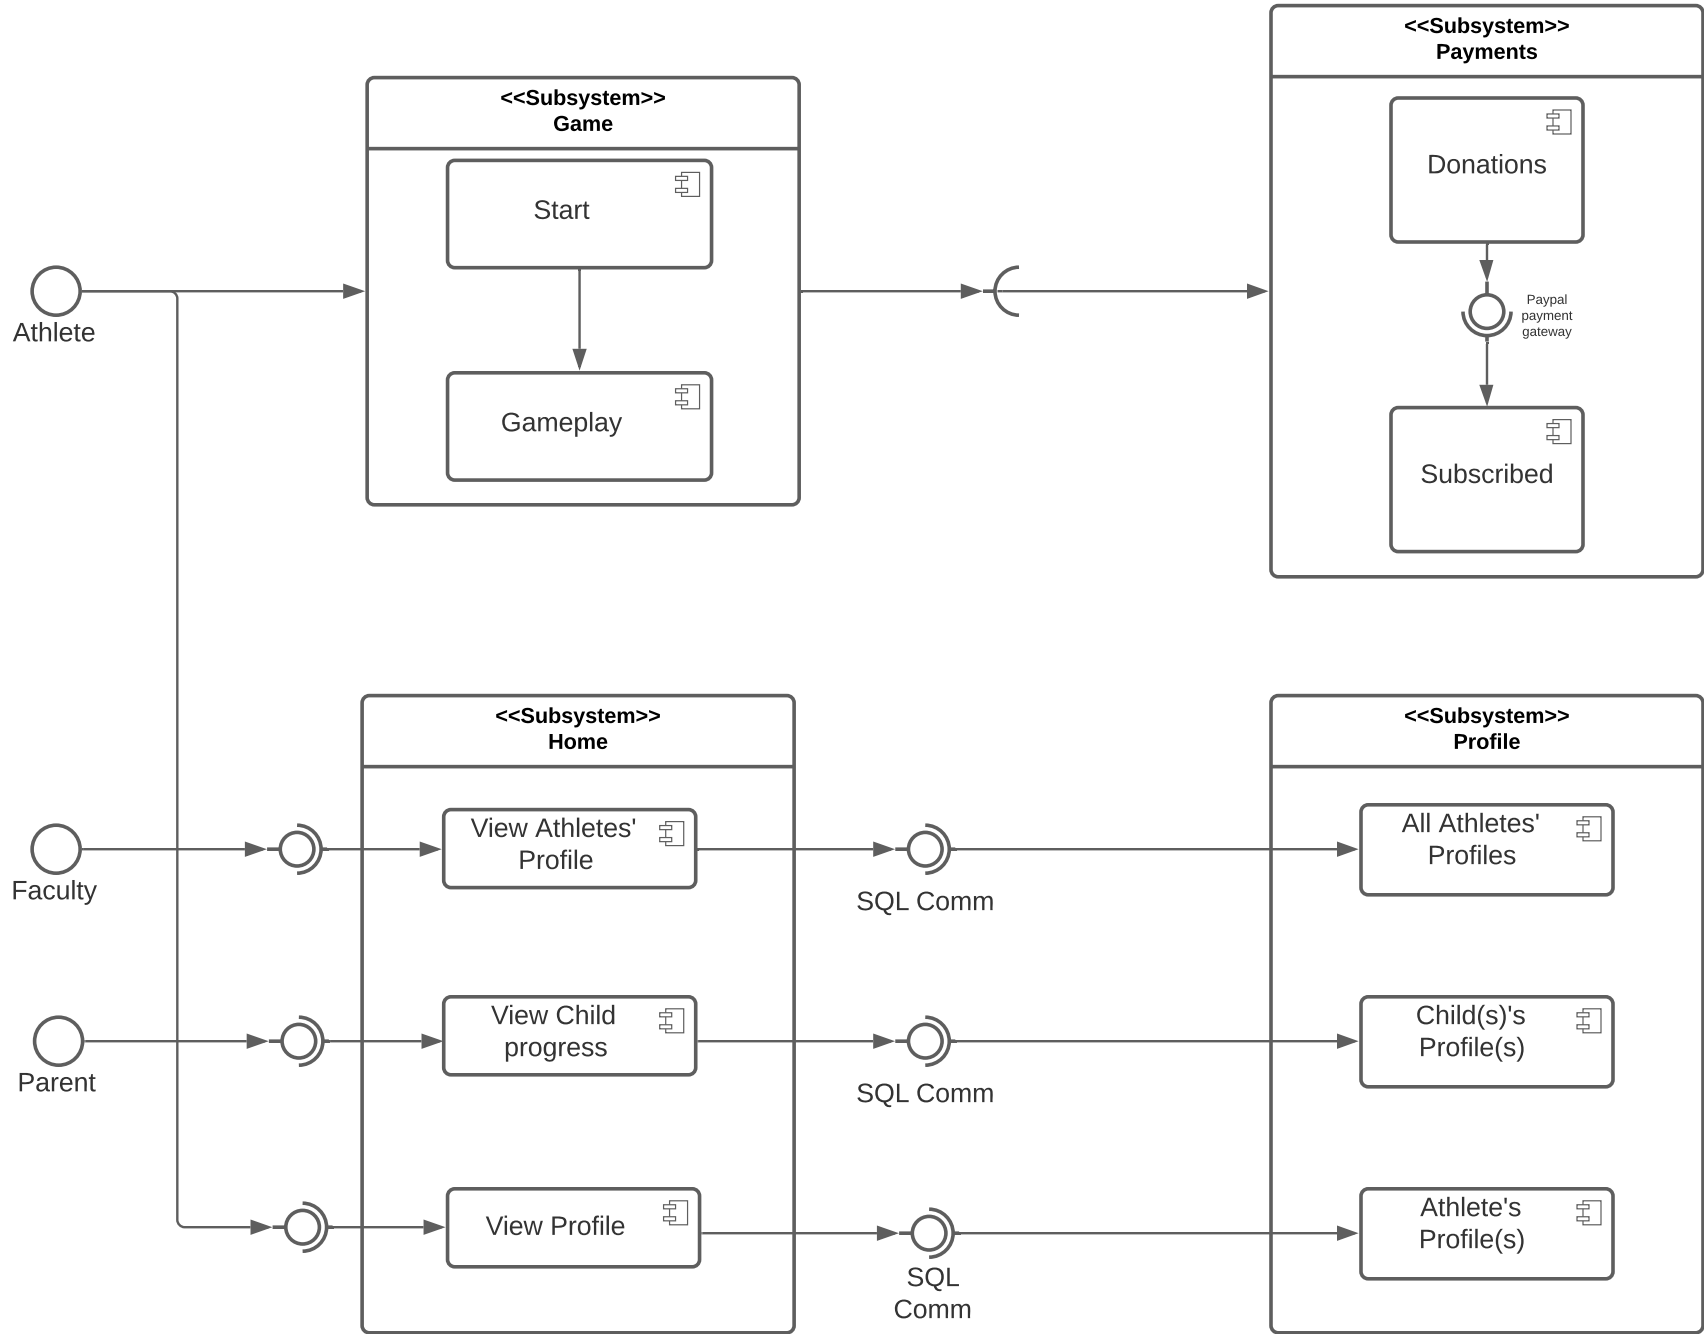 <<Subsystem>>
Payments
Donations
Paypal
payment
gateway
Subscribed
<<Subsystem>>
Game
Start
Gameplay
Athlete
<<Subsystem>>
Home
View Athletes'
Profile
View Child
progress
View Profile
Faculty
Parent
SQL Comm
SQL Comm
SQL
Comm
<<Subsystem>>
Profile
All Athletes'
Profiles
Child(s)'s
Profile(s)
Athlete's
Profile(s)